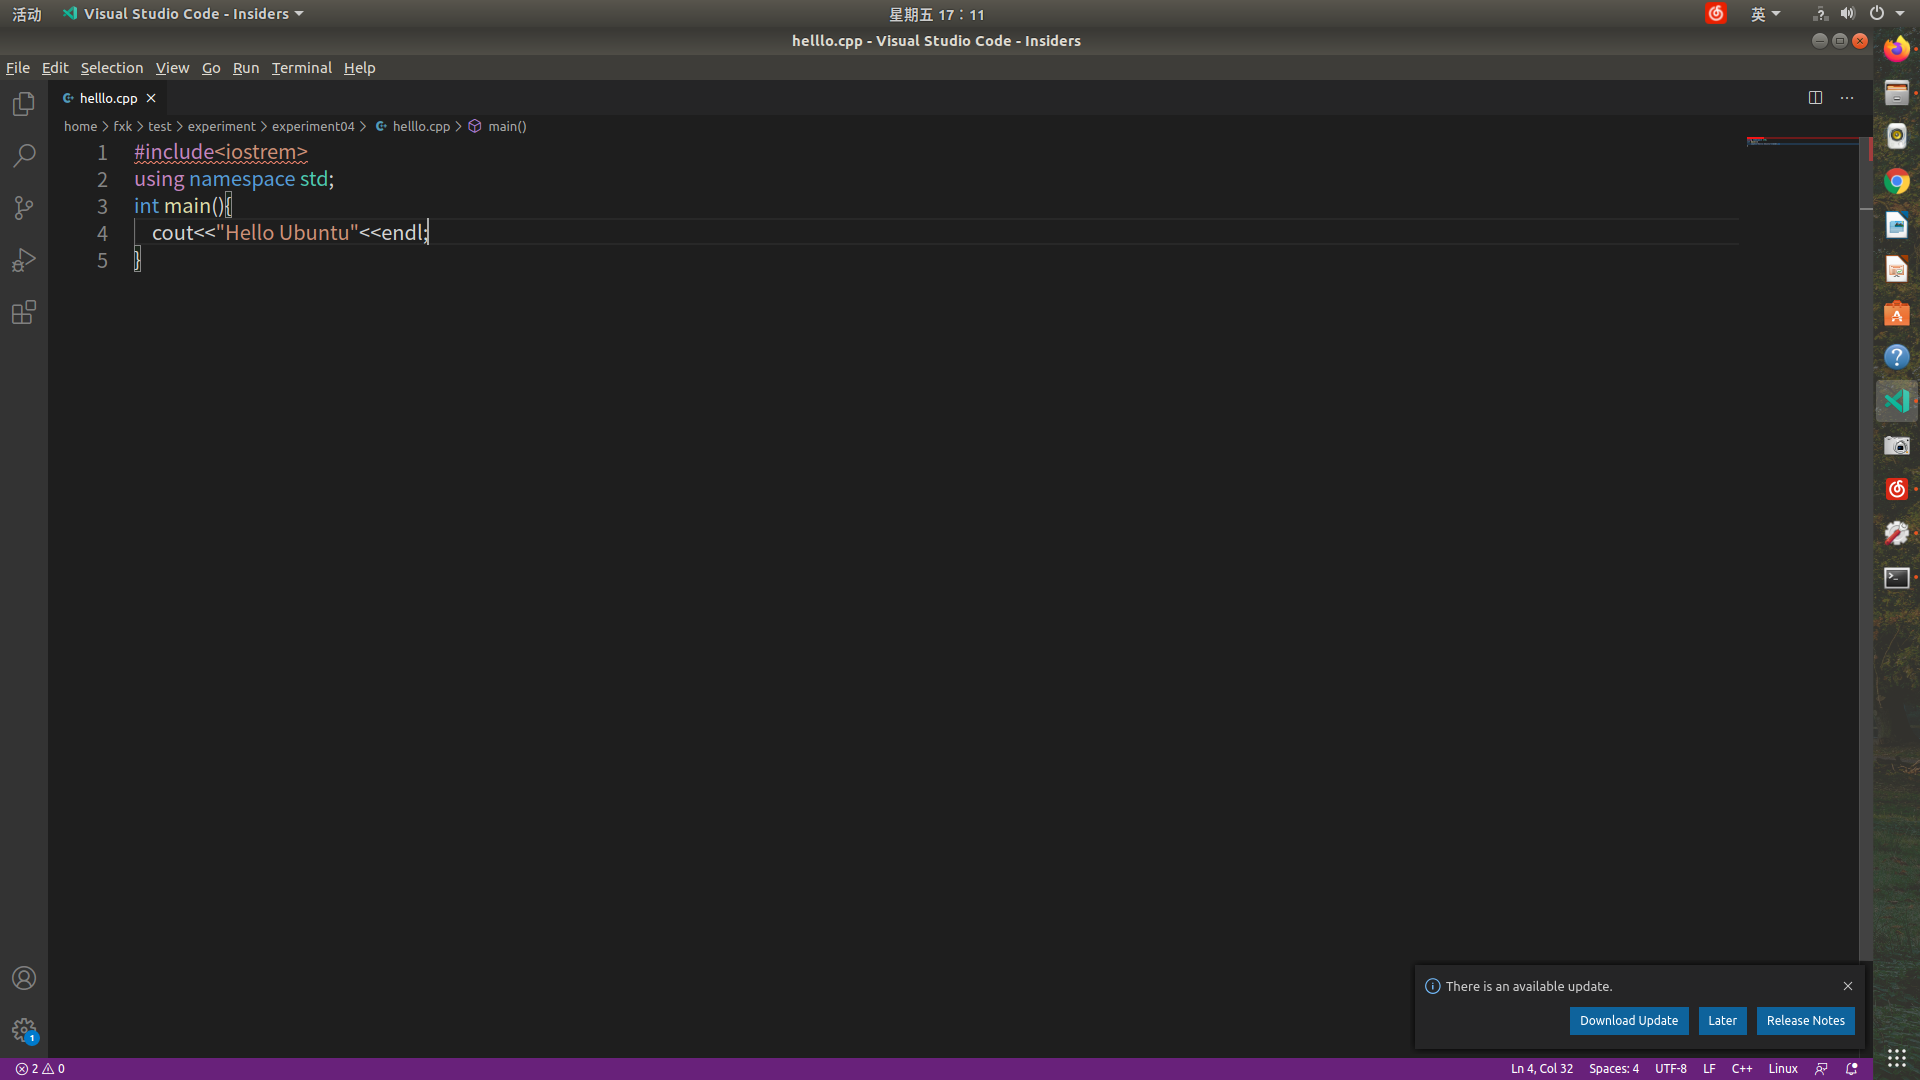 活动 Visual Studio Code - Insiders 星期五 17：11 英
helllo.cpp - Visual Studio Code - Insiders
File Edit Selection View Go Run Terminal Help
helllo.cpp
home > fxk > test > experiment > experiment04 > helllo.cpp > main()
1 #include<iostrem>
2 using namespace std;
3 int main(){
4 cout<<"Hello Ubuntu"<<endl;
5 }
There is an available update.
Download Update Later Release Notes
1
2 0 Ln 4, Col 32 Spaces: 4 UTF-8 LF C++ Linux